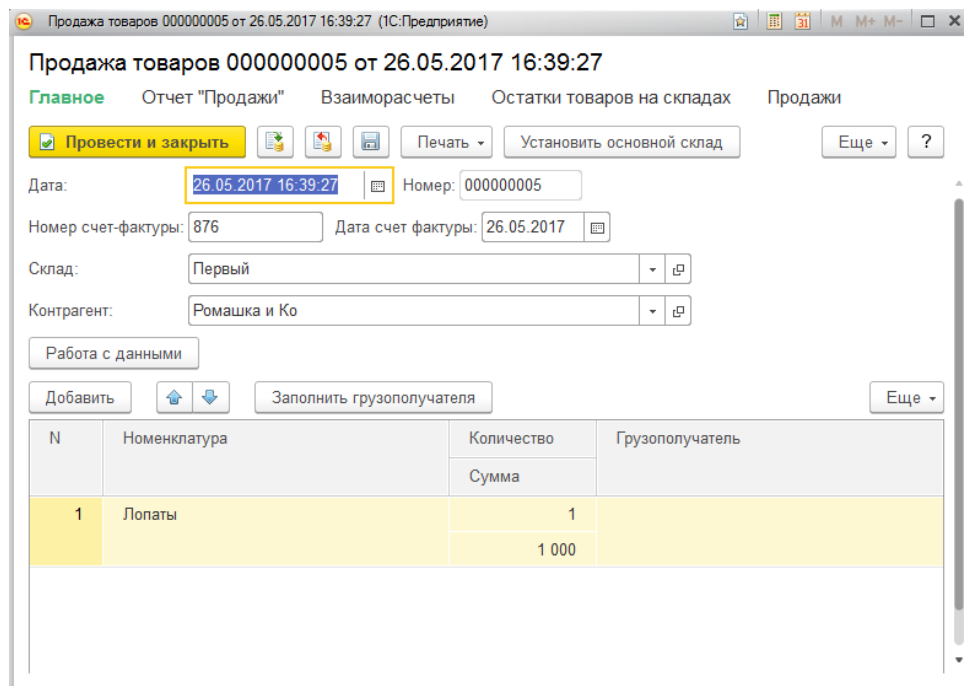 Продажа товаров 000000005 от 26.05.2017 16:39:27 (1С:Предприятие) 31 M M+ M-
Продажа товаров 000000005 от 26.05.2017 16:39:27
Главное Отчет "Продажи" Взаиморасчеты Остатки товаров на складах Продажи
Провести и закрыть Печать Установить основной склад Еще ?
Дата: 26.05.2017 16:39:27 Номер: 000000005
Номер счет-фактуры: 876 Дата счет фактуры: 26.05.2017
Склад: Первый
Контрагент: Ромашка и Ко
Работа с данными
Добавить Заполнить грузополучателя Еще
N Номенклатура Количество Грузополучатель
Сумма
1 Лопаты 1
1 000